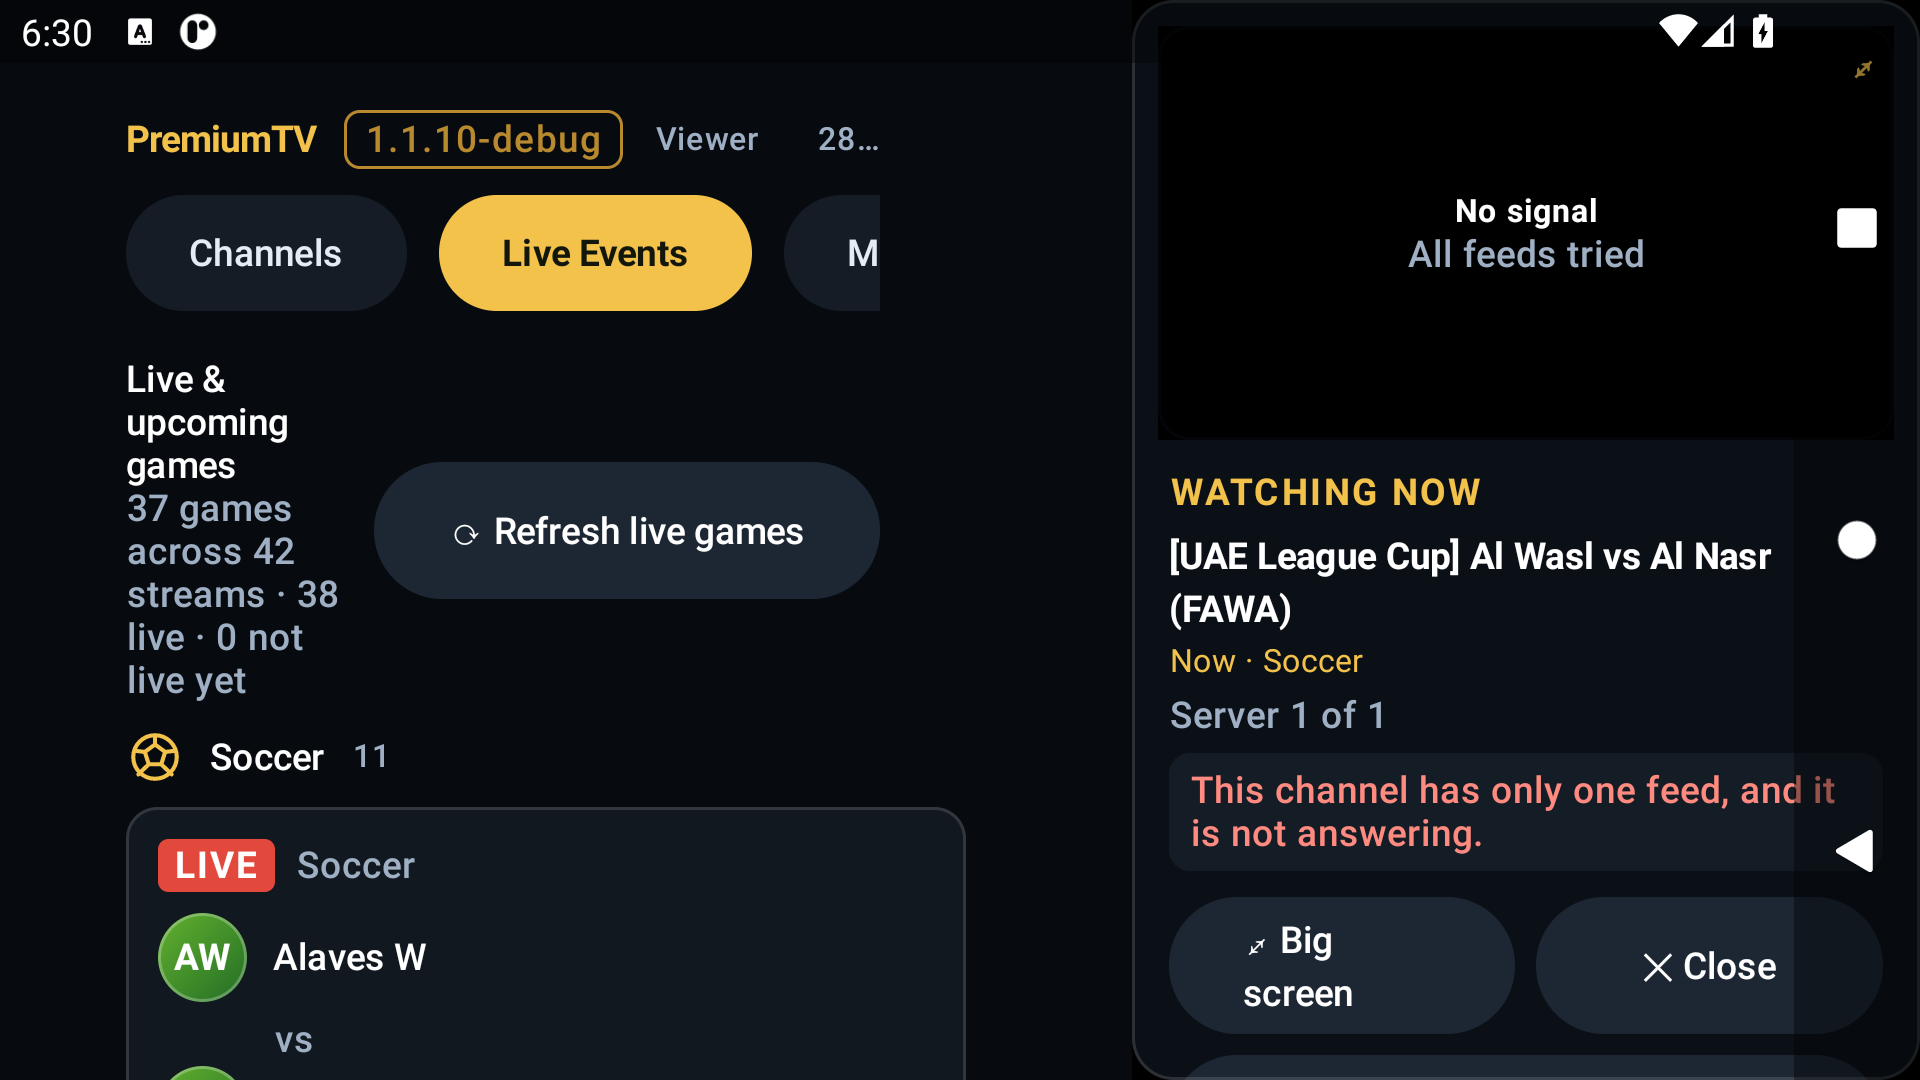 6:30
PremiumTV 1.1.10-debug Viewer 28…
Channels Live Events M
Live &
upcoming
games
37 games
across 42
streams · 38
live · 0 not
live yet
⟳ Refresh live games
Soccer 11
LIVE Soccer
AW Alaves W
vs
No signal
All feeds tried
WATCHING NOW
[UAE League Cup] Al Wasl vs Al Nasr
(FAWA)
Now · Soccer
Server 1 of 1
This channel has only one feed, and it
is not answering.
Big
screen
Close